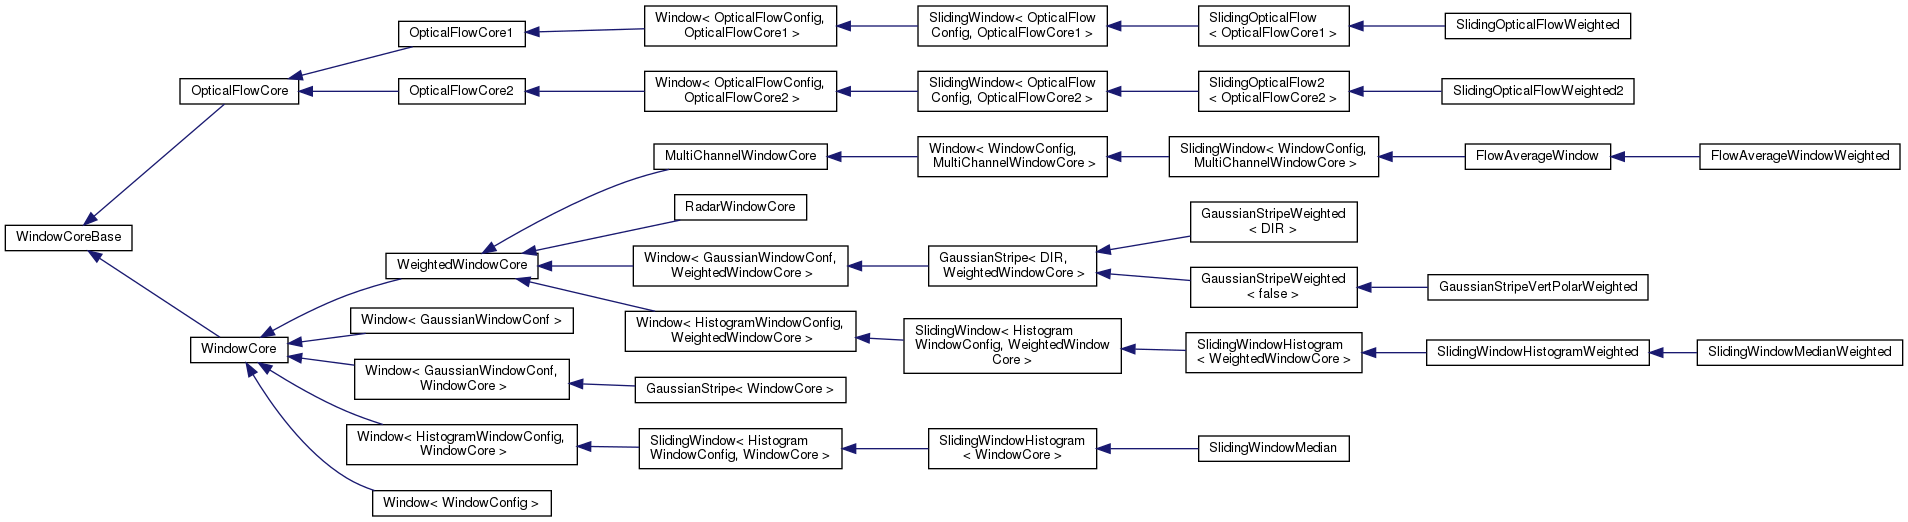 WindowCoreBase
OpticalFlowCore
OpticalFlowCore1
Window< OpticalFlowConfig,
OpticalFlowCore1 >
SlidingWindow< OpticalFlow
Config, OpticalFlowCore1 >
SlidingOpticalFlow
< OpticalFlowCore1 >
SlidingOpticalFlowWeighted
OpticalFlowCore2
Window< OpticalFlowConfig,
OpticalFlowCore2 >
SlidingWindow< OpticalFlow
Config, OpticalFlowCore2 >
SlidingOpticalFlow2
< OpticalFlowCore2 >
SlidingOpticalFlowWeighted2
WindowCore
WeightedWindowCore
MultiChannelWindowCore
Window< WindowConfig,
MultiChannelWindowCore >
SlidingWindow< WindowConfig,
MultiChannelWindowCore >
FlowAverageWindow
FlowAverageWindowWeighted
RadarWindowCore
Window< GaussianWindowConf,
WeightedWindowCore >
GaussianStripe< DIR,
WeightedWindowCore >
GaussianStripeWeighted
< DIR >
GaussianStripeWeighted
< false >
GaussianStripeVertPolarWeighted
Window< HistogramWindowConfig,
WeightedWindowCore >
SlidingWindow< Histogram
WindowConfig, WeightedWindow
Core >
SlidingWindowHistogram
< WeightedWindowCore >
SlidingWindowHistogramWeighted
SlidingWindowMedianWeighted
Window< GaussianWindowConf >
Window< GaussianWindowConf,
WindowCore >
GaussianStripe< WindowCore >
Window< HistogramWindowConfig,
WindowCore >
SlidingWindow< Histogram
WindowConfig, WindowCore >
SlidingWindowHistogram
< WindowCore >
SlidingWindowMedian
Window< WindowConfig >